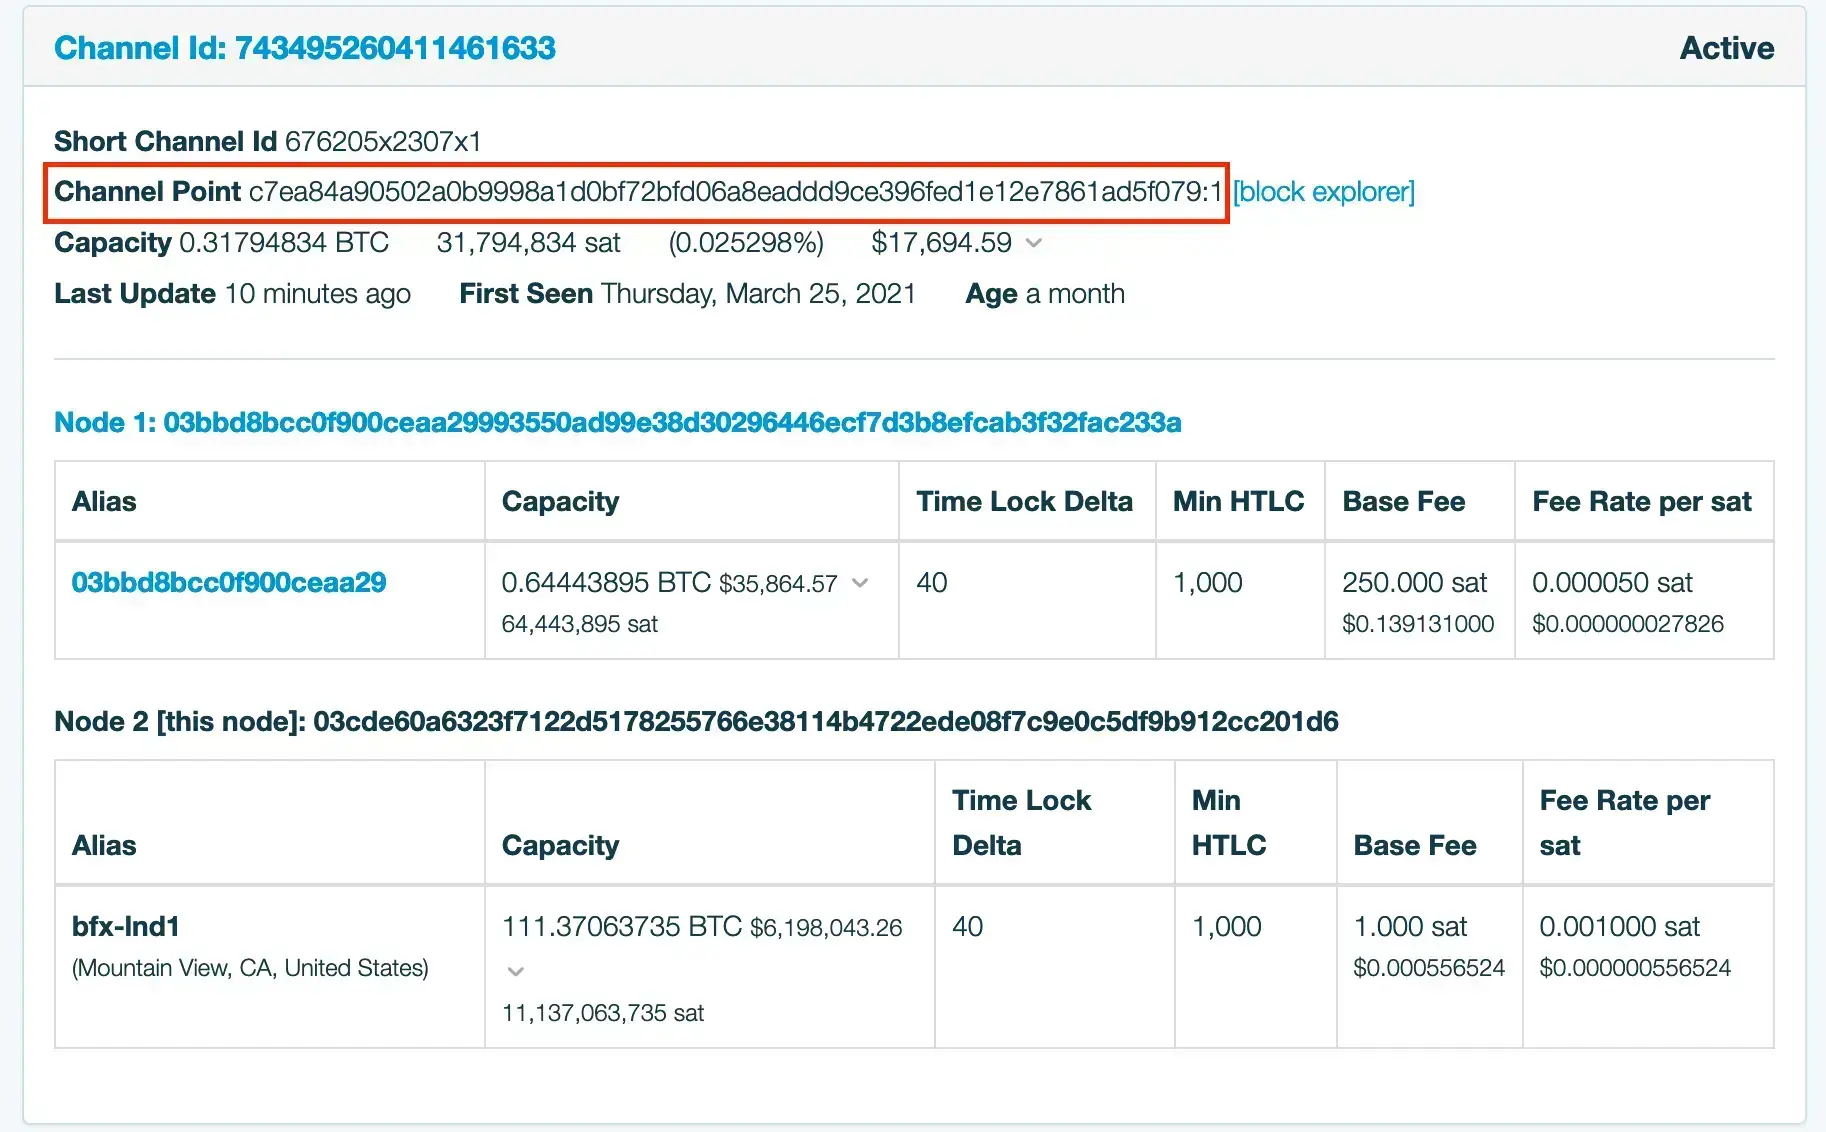 Channel Id: 743495260411461633 Active
Short Channel Id 676205x2307x1
Channel Point c7ea84a90502a0b9998a1d0bf72bfd06a8eaddd9ce396fed1e12e7861ad5f079:1 [block explorer]
Capacity 0.31794834 BTC 31,794,834 sat (0.025298%) $17,694.59
Last Update 10 minutes ago First Seen Thursday, March 25, 2021 Age a month
Node 1: 03bbd8bcc0f900ceaa29993550ad99e38d30296446ecf7d3b8efcab3f32fac233a
Alias Capacity Time Lock Delta Min HTLC Base Fee Fee Rate per sat
03bbd8bcc0f900ceaa29 0.64443895 BTC $35,864.57 40 1,000 250.000 sat 0.000050 sat
64,443,895 sat $0.139131000 $0.000000027826
Node 2 [this node]: 03cde60a6323f7122d5178255766e38114b4722ede08f7c9e0c5df9b912cc201d6
Time Lock Min Fee Rate per
Alias Capacity Delta HTLC Base Fee sat
bfx-lnd1 111.37063735 BTC $6,198,043.26 40 1,000 1.000 sat 0.001000 sat
(Mountain View, CA, United States) $0.000556524 $0.000000556524
11,137,063,735 sat